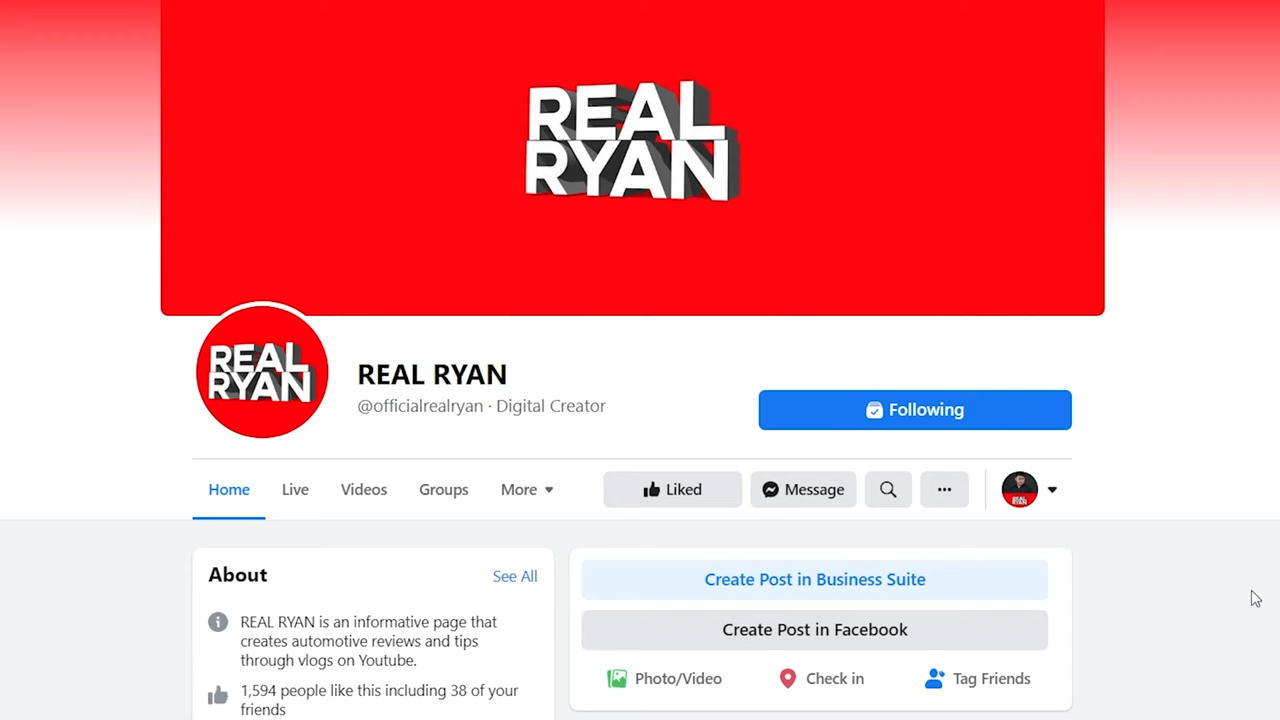 REAL
RYAN
REAL
RYAN
REAL RYAN
@officialrealryan · Digital Creator
Following
Home
Live
Videos
Groups
More
Liked
Message
REAL
RYAN
About
See All
REAL RYAN is an informative page that
creates automotive reviews and tips
through vlogs on Youtube.
1,594 people like this including 38 of your
friends
Create Post in Business Suite
Create Post in Facebook
Photo/Video
Check in
Tag Friends